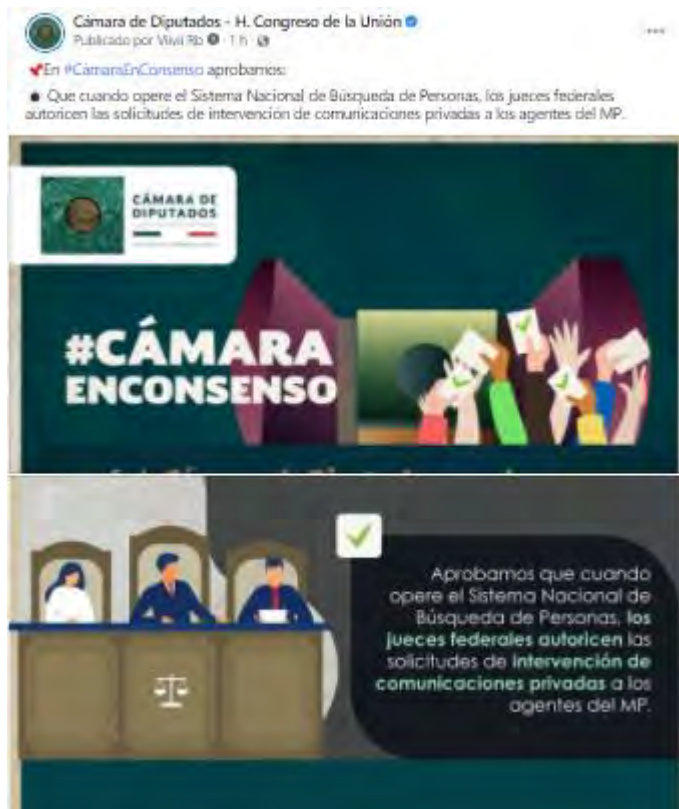 Cámara de Diputados - H. Congreso de la Unión
Publicado por Viivii Rb · 1 h ·
En #CámaraEnConsenso aprobamos:
Que cuando opere el Sistema Nacional de Búsqueda de Personas, los jueces federales
autoricen las solicitudes de intervención de comunicaciones privadas a los agentes del MP.
CÁMARA DE
DIPUTADOS
#CÁMARA
ENCONSENSO
Aprobamos que cuando
opere el Sistema Nacional de
Búsqueda de Personas, los
jueces federales autoricen las
solicitudes de intervención de
comunicaciones privadas a los
agentes del MP.